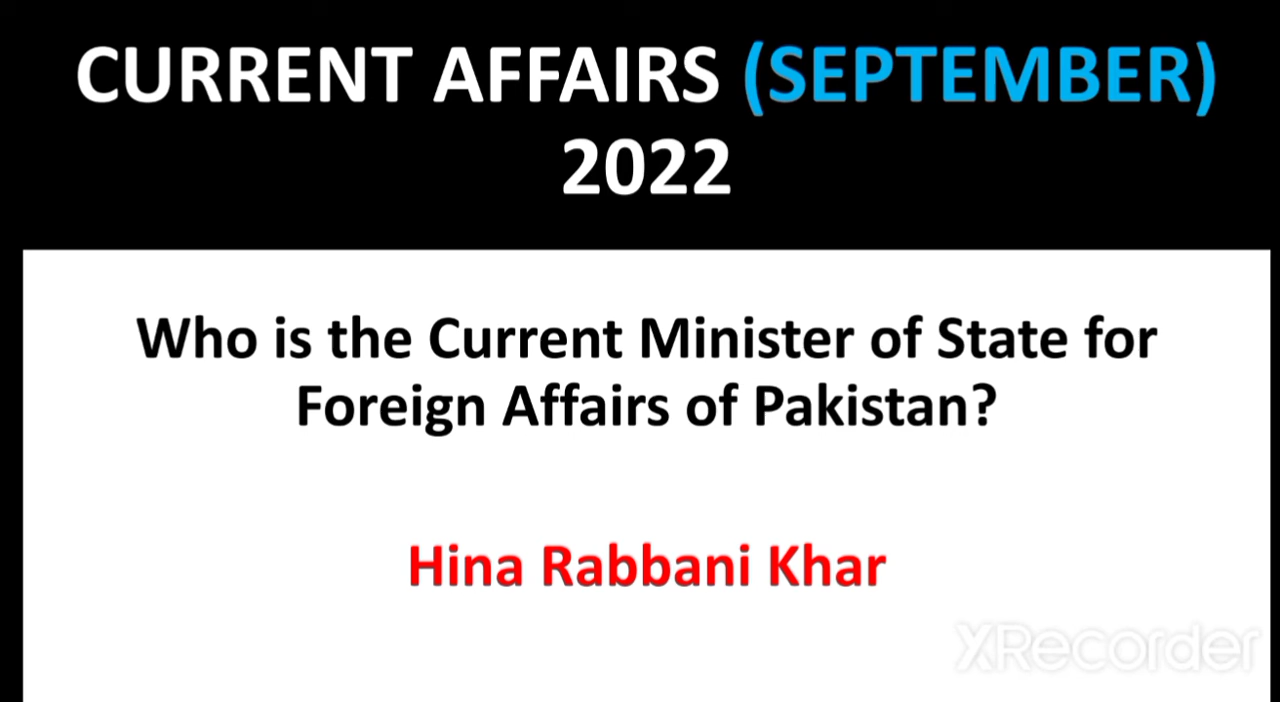 CURRENT AFFAIRS (SEPTEMBER)
2022
Who is the Current Minister of State for
Foreign Affairs of Pakistan?
Hina Rabbani Khar
XRecorder